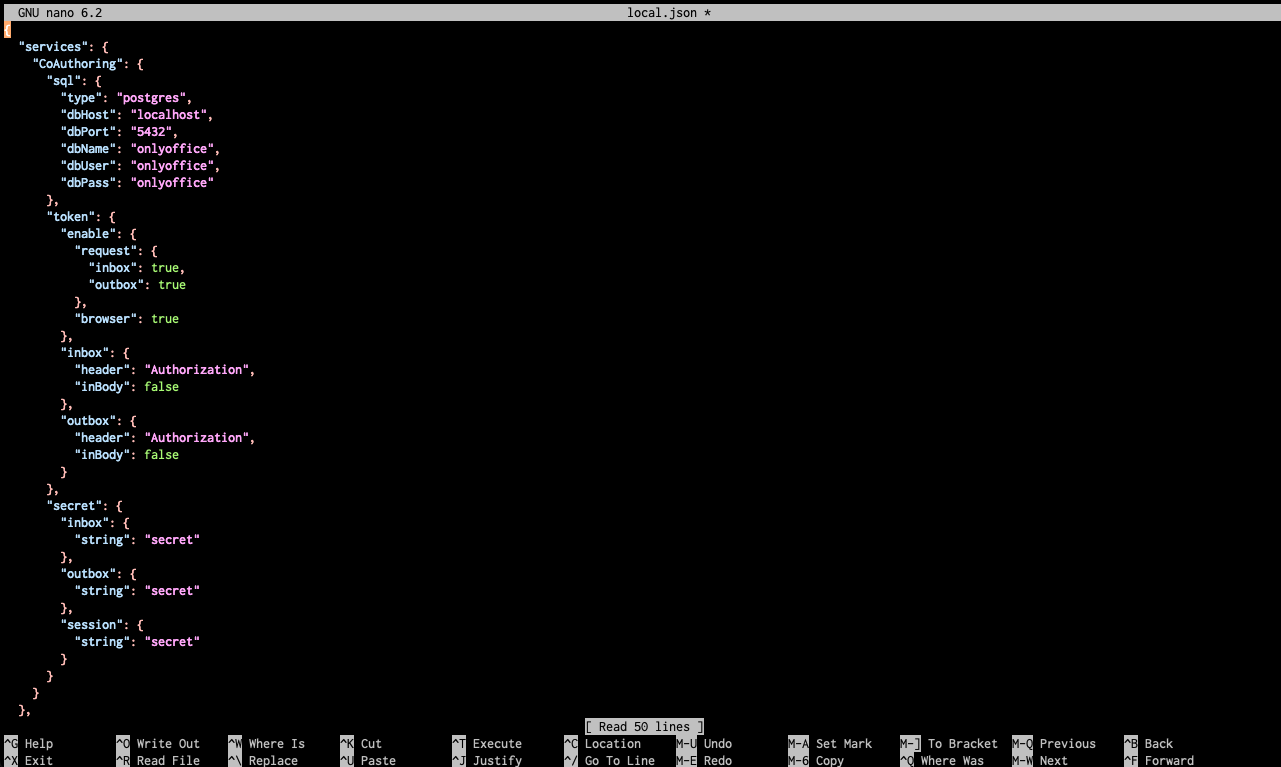 GNU nano 6.2 local.json *
{
  "services": {
    "CoAuthoring": {
      "sql": {
        "type": "postgres",
        "dbHost": "localhost",
        "dbPort": "5432",
        "dbName": "onlyoffice",
        "dbUser": "onlyoffice",
        "dbPass": "onlyoffice"
      },
      "token": {
        "enable": {
          "request": {
            "inbox": true,
            "outbox": true
          },
          "browser": true
        },
        "inbox": {
          "header": "Authorization",
          "inBody": false
        },
        "outbox": {
          "header": "Authorization",
          "inBody": false
        }
      },
      "secret": {
        "inbox": {
          "string": "secret"
        },
        "outbox": {
          "string": "secret"
        },
        "session": {
          "string": "secret"
        }
      }
    }
  },
[ Read 50 lines ]
^G Help ^O Write Out ^W Where Is ^K Cut ^T Execute ^C Location M-U Undo M-A Set Mark M-] To Bracket M-Q Previous ^B Back
^X Exit ^R Read File ^\ Replace ^U Paste ^J Justify ^/ Go To Line M-E Redo M-6 Copy ^Q Where Was M-W Next ^F Forward